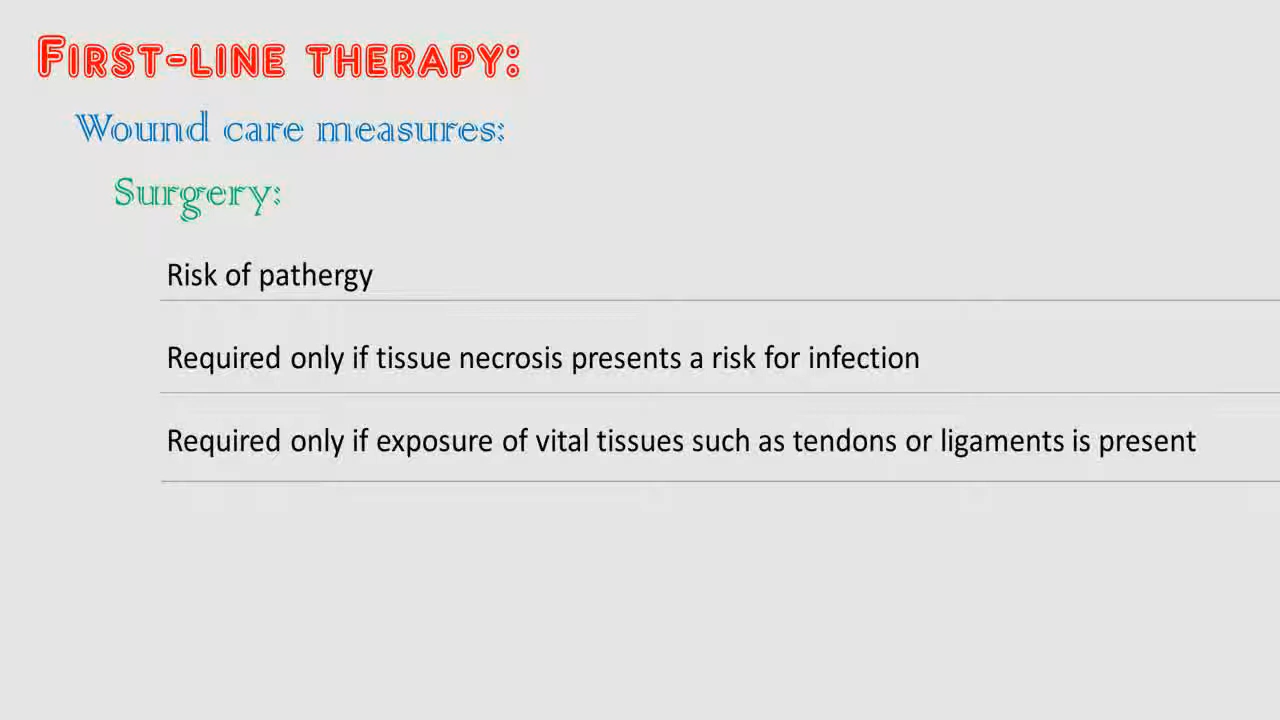 First-line therapy:
Wound care measures:
Surgery:
Risk of pathergy
Required only if tissue necrosis presents a risk for infection
Required only if exposure of vital tissues such as tendons or ligaments is present